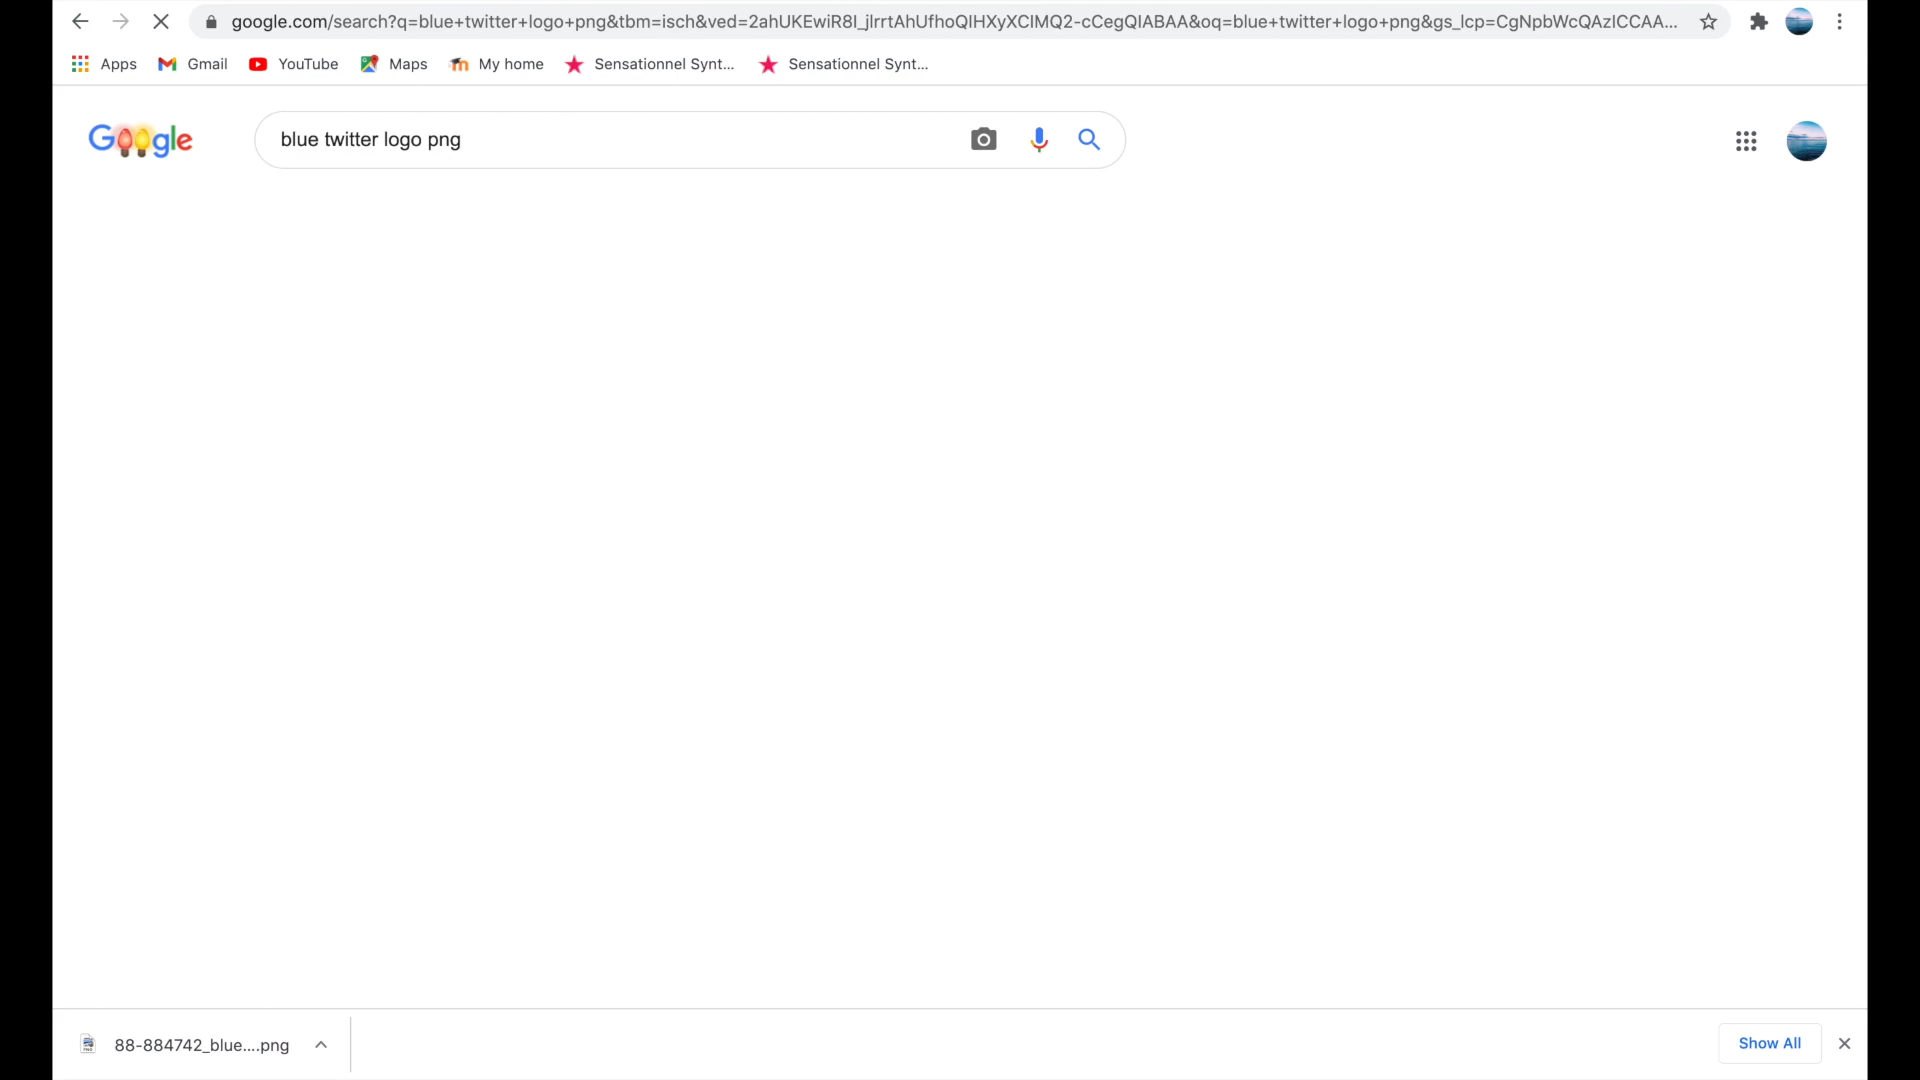 google.com/search?q=blue+twitter+logo+png&tbm=isch&ved=2ahUKEwiR8I_jlrrtAhUfhoQIHXyXCIMQ2-cCegQIABAA&oq=blue+twitter+logo+png&gs_lcp=CgNpbWcQAzICCAA...
Apps Gmail YouTube Maps My home Sensationnel Synt... Sensationnel Synt...
Google blue twitter logo png
88-884742_blue....png Show All